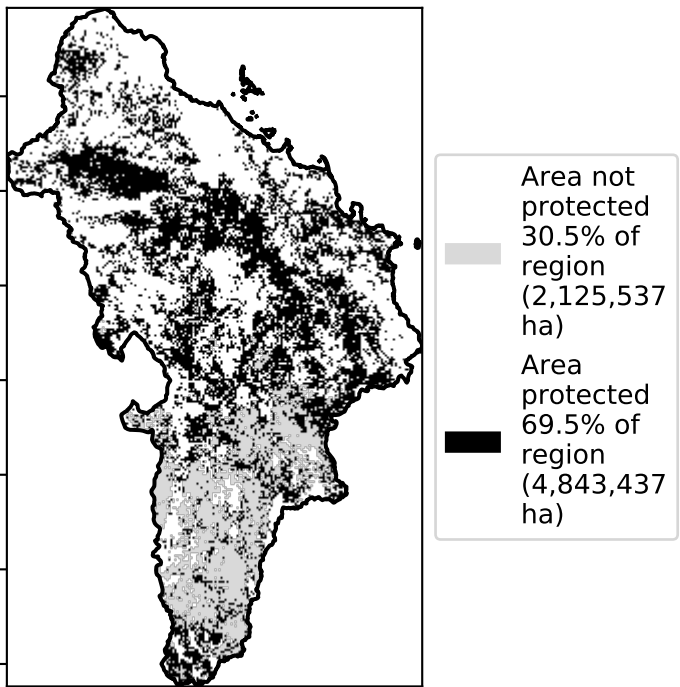 Area not
protected
30.5% of
region
(2,125,537
ha)
Area
protected
69.5% of
region
(4,843,437
ha)